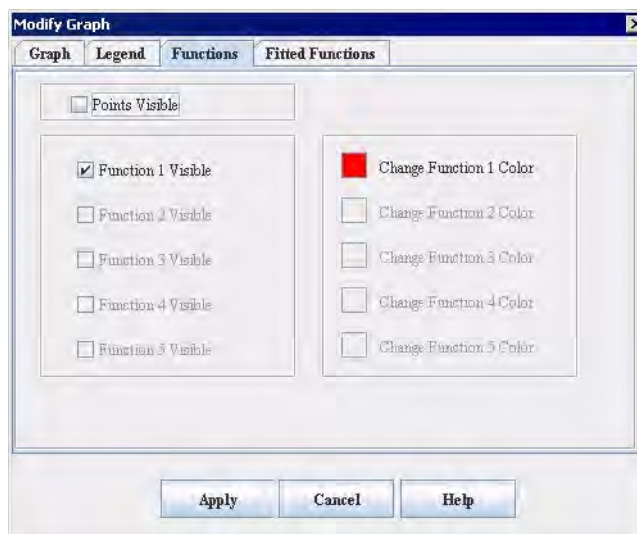 Modify Graph
Graph Legend Functions Fitted Functions
Points Visible
Function 1 Visible
Function 2 Visible
Function 3 Visible
Function 4 Visible
Function 5 Visible
Change Function 1 Color
Change Function 2 Color
Change Function 3 Color
Change Function 4 Color
Change Function 5 Color
Apply Cancel Help